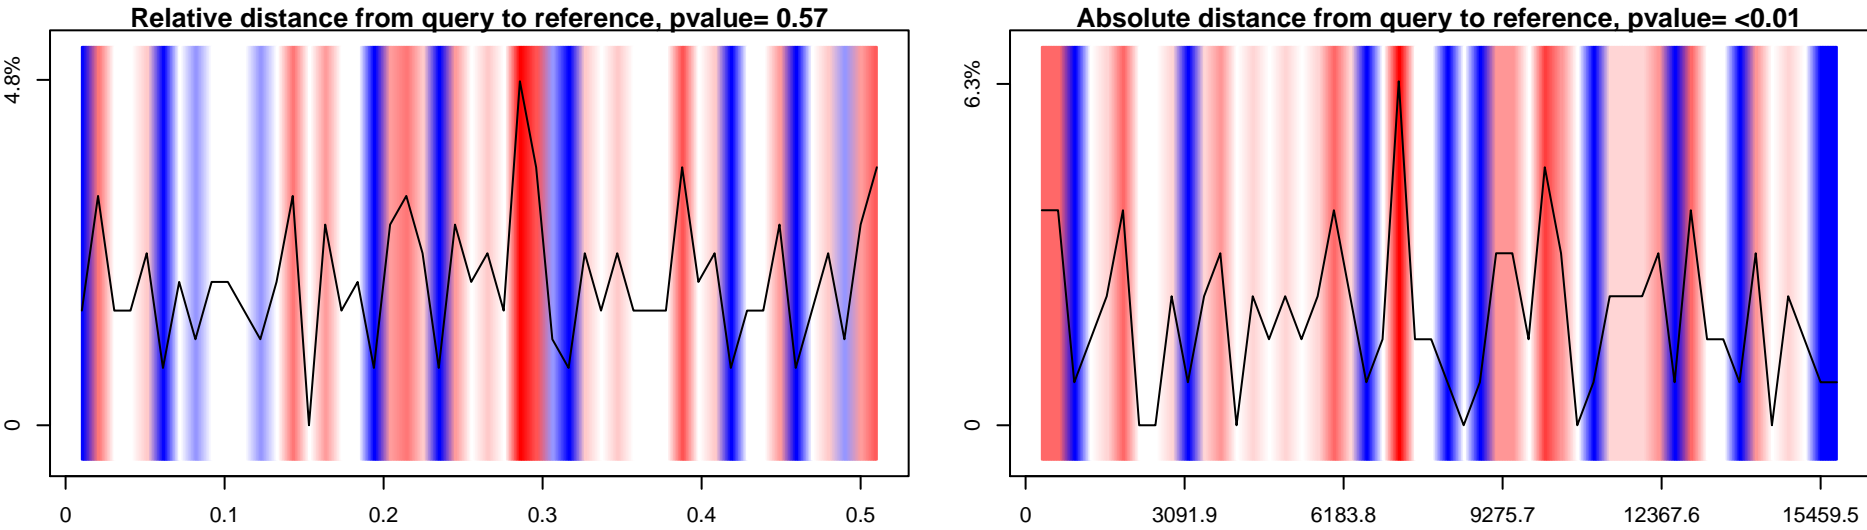 Relative distance from query to reference, pvalue= 0.57
4.8%
0
0 0.1 0.2 0.3 0.4 0.5
Absolute distance from query to reference, pvalue= <0.01
6.3%
0
0 3091.9 6183.8 9275.7 12367.6 15459.5